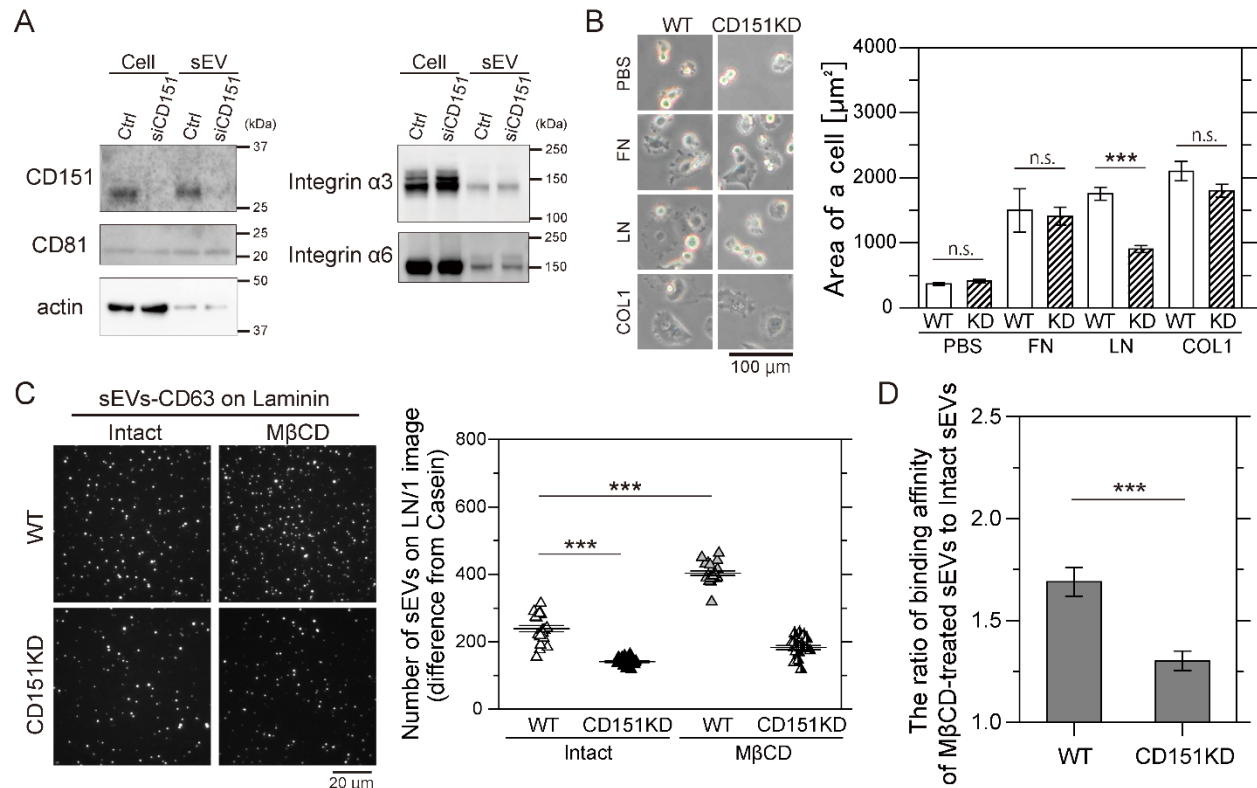 A
Cell sEV
Ctrl siCD151 Ctrl siCD151 (kDa)
CD151
37
25
CD81
25
20
actin
50
37
Cell sEV
Ctrl siCD151 Ctrl siCD151 (kDa)
Integrin α3
250
150
100
Integrin α6
250
150
B
WT CD151KD
PBS
FN
LN
COL1
100 μm
Area of a cell [μm²]
4000
3000
2000
1000
0
n.s. n.s. *** n.s.
WT KD WT KD WT KD WT KD
PBS FN LN COL1
C
sEVs-CD63 on Laminin
Intact MβCD
WT
CD151KD
20 μm
Number of sEVs on LN/1 image
(difference from Casein)
800
600
400
200
0
***
***
WT CD151KD WT CD151KD
Intact MβCD
D
The ratio of binding affinity
of MβCD-treated sEVs to Intact sEVs
2.5
2.0
1.5
1.0
***
WT CD151KD